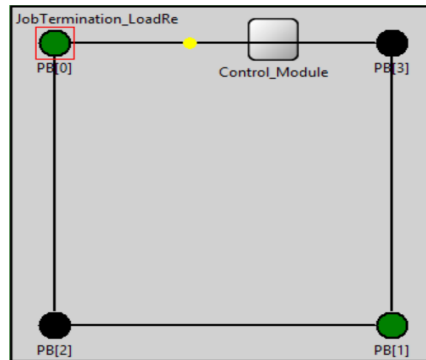 JobTermination_LoadRe
PB[0]
Control_Module
PB[3]
PB[2]
PB[1]